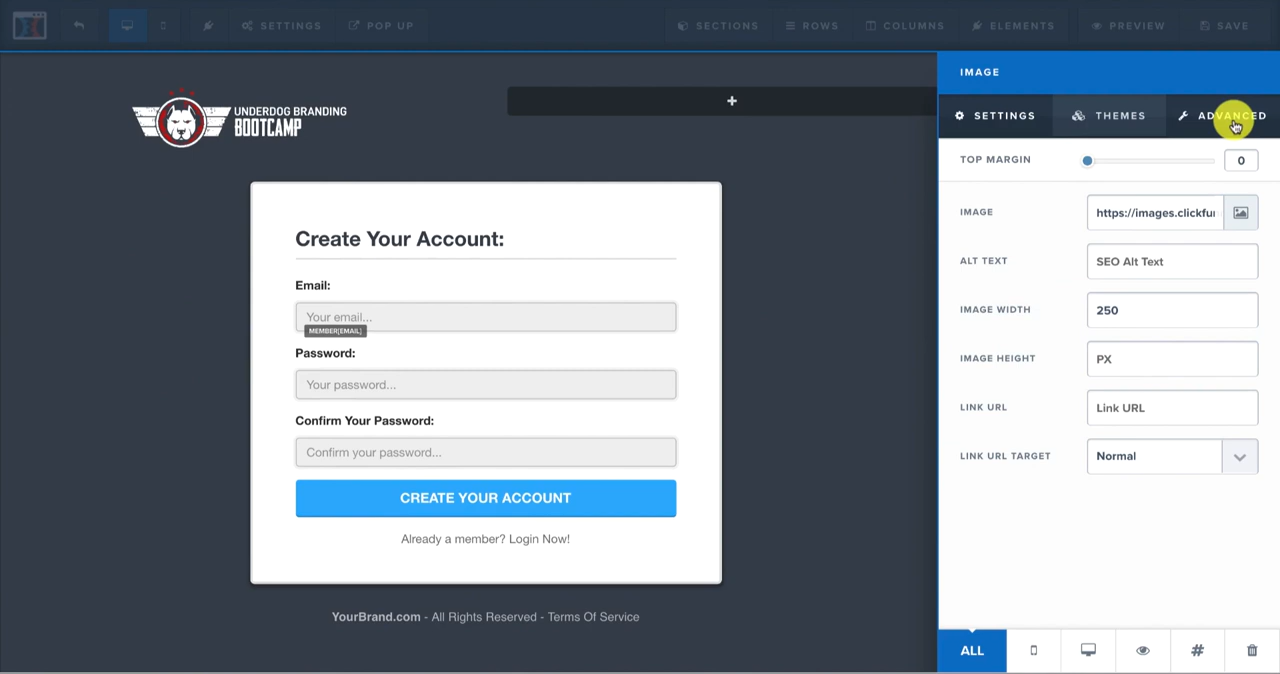 SETTINGS
POP UP
SECTIONS
ROWS
COLUMNS
ELEMENTS
PREVIEW
SAVE
UNDERDOG BRANDING
BOOTCAMP
+
Create Your Account:
Email:
Your email...
MEMBER[EMAIL]
Password:
Your password...
Confirm Your Password:
Confirm your password...
CREATE YOUR ACCOUNT
Already a member? Login Now!
YourBrand.com - All Rights Reserved - Terms Of Service
IMAGE
SETTINGS
THEMES
ADVANCED
TOP MARGIN
0
IMAGE
https://images.clickfu
ALT TEXT
SEO Alt Text
IMAGE WIDTH
250
IMAGE HEIGHT
PX
LINK URL
Link URL
LINK URL TARGET
Normal
ALL
#